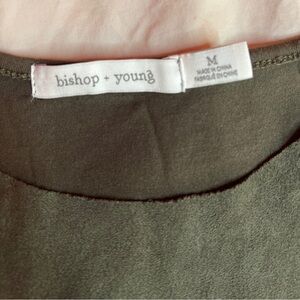 bishop + young
M
MADE IN CHINA
FABRIQUÉ EN CHINE